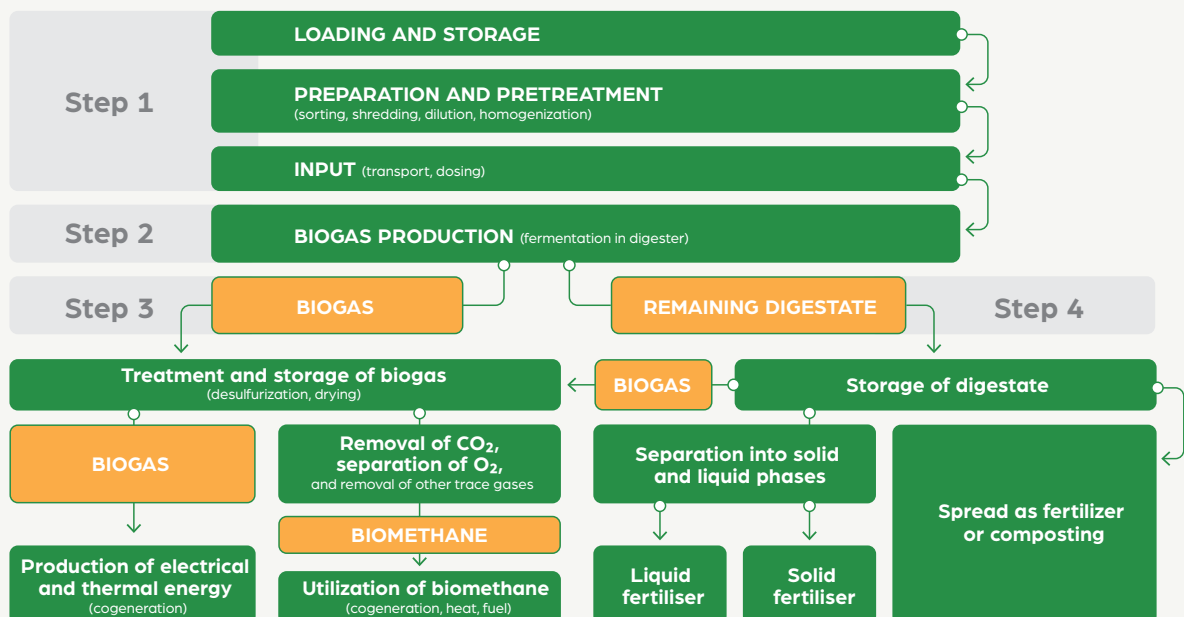 Step 1
LOADING AND STORAGE
PREPARATION AND PRETREATMENT
(sorting, shredding, dilution, homogenization)
INPUT (transport, dosing)
Step 2
BIOGAS PRODUCTION (fermentation in digester)
Step 3
BIOGAS
REMAINING DIGESTATE
Step 4
Treatment and storage of biogas
(desulfurization, drying)
BIOGAS
Storage of digestate
BIOGAS
Removal of CO₂,
separation of O₂,
and removal of other trace gases
Separation into solid
and liquid phases
Spread as fertilizer
or composting
BIOMETHANE
Production of electrical
and thermal energy
(cogeneration)
Utilization of biomethane
(cogeneration, heat, fuel)
Liquid
fertiliser
Solid
fertiliser